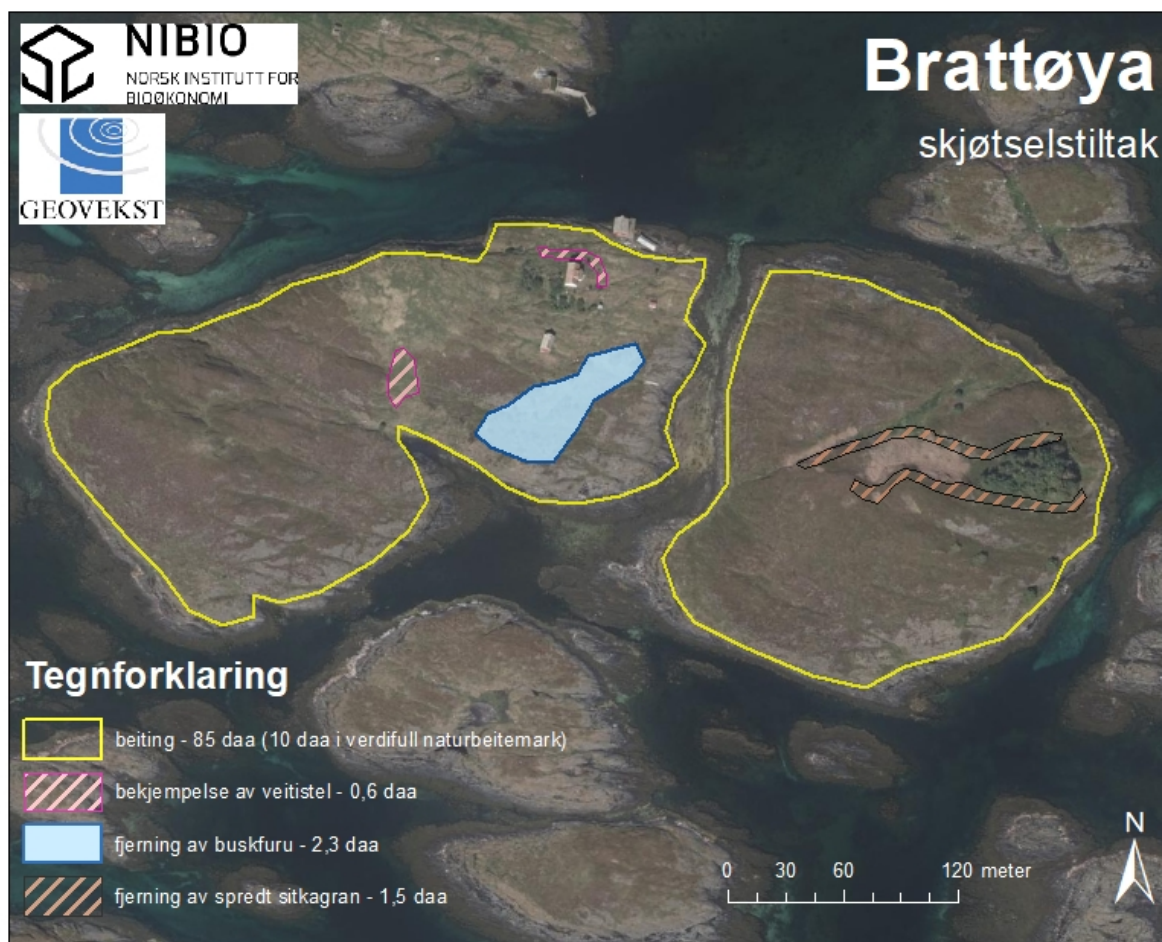 NIBIO
NORSK INSTITUTT FOR
BIOØKONOMI
GEOVEKST
Brattøya
skjøtselstiltak
Tegnforklaring
beiting - 85 daa (10 daa i verdifull naturbeitemark)
bekjempelse av veitistel - 0,6 daa
fjerning av buskfuru - 2,3 daa
fjerning av spredt sitkagran - 1,5 daa
0 30 60 120 meter
N